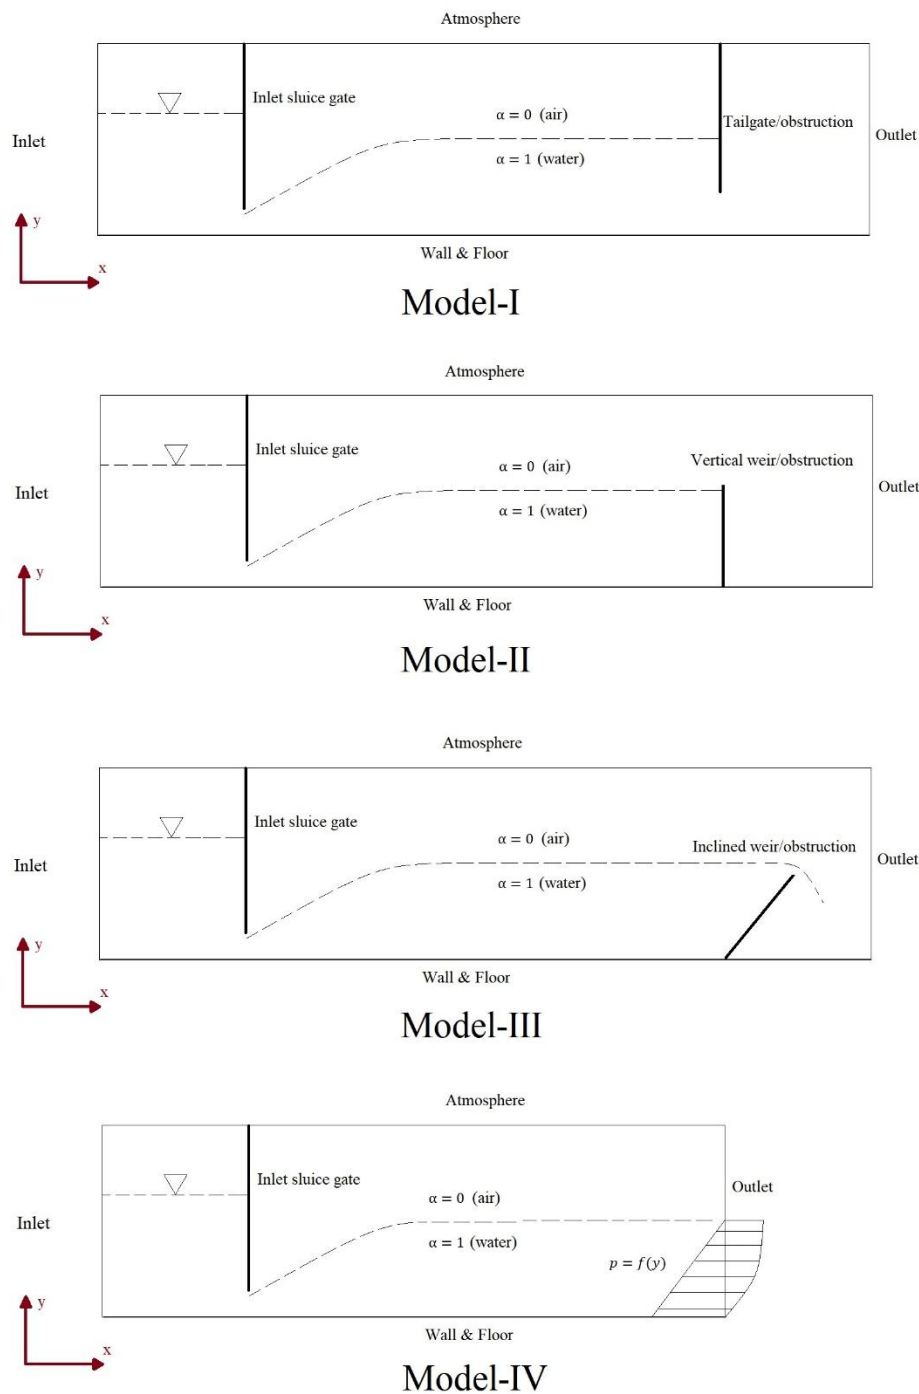 Atmosphere
Inlet sluice gate
α = 0 (air)
Tailgate/obstruction
Inlet
Outlet
α = 1 (water)
y
Wall & Floor
x
Model-I
Atmosphere
Inlet sluice gate
Vertical weir/obstruction
α = 0 (air)
Inlet
Outlet
α = 1 (water)
y
Wall & Floor
x
Model-II
Atmosphere
Inlet sluice gate
α = 0 (air)
Inclined weir/obstruction
Inlet
Outlet
α = 1 (water)
y
Wall & Floor
x
Model-III
Atmosphere
Inlet sluice gate
Outlet
α = 0 (air)
Inlet
α = 1 (water)
p = f(y)
y
Wall & Floor
x
Model-IV